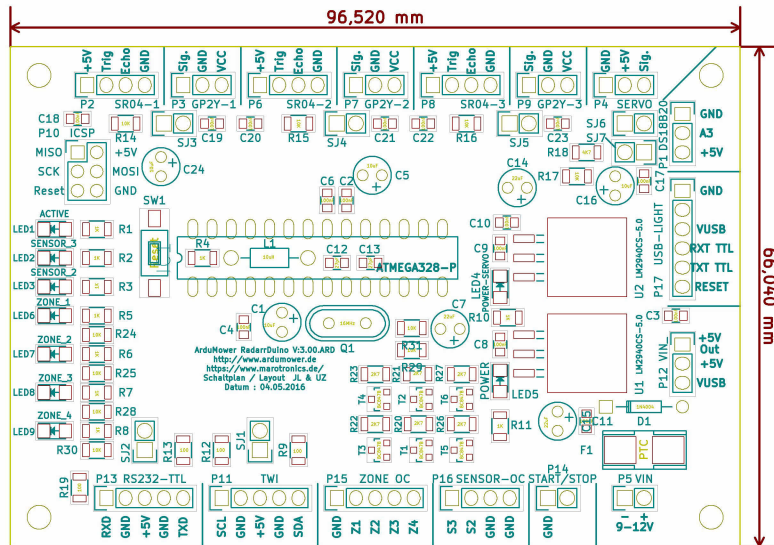 96,520 mm
66,040 mm
+5V Trig Echo GND
Sig. GND VCC
+5V Trig Echo GND
Sig. GND VCC
+5V Trig Echo GND
Sig. GND VCC
GND +5V Sig.
P2 SR04-1
P3 GP2Y-1
P6 SR04-2
P7 GP2Y-2
P8 SR04-3
P9 GP2Y-3
P4 SERVO
C18
R14
SJ3
C19
C20
R15
SJ4
C21
C22
R16
SJ5
C23
SJ6
SJ7
P1 DS18B20
GND
A3
+5V
P10 ICSP
MISO +5V
SCK MOSI
Reset GND
C24
C6 C2
C5
C14
R18
R17
C16
C17
SW1
ACTIVE
LED1 R1
SENSOR_3
LED2 R2
SENSOR_2
LED3 R3
ZONE_1
LED6 R5
R24
ZONE_2
LED7 R6
R25
ZONE_3
LED8 R7
R28
ZONE_4
LED9 R8
R30
R4
L1
C12 C13
ATMEGA328-P
C10
C9
LED4
POWER-SERVO
U2 LM2940CS-5.0
P17 USB-LIGHT
GND
VUSB
RXT TTL
TXT TTL
RESET
C4
C1
16MHz
Q1
C7
R31
R29
R10
C8
POWER
LED5
U1 LM2940CS-5.0
C3
P12 VIN_
+5V
Out
+5V
VUSB
ArduMower RadarrDuino V:3.00.ARD
http://www.ardumower.de
https://www.marotronics.de/
Schaltplan / Layout JL & UZ
Datum : 04.05.2016
R23 2K7
R21 2K7
R27 2K7
T4 T2 T6
R22 2K7
R20 2K7
R26 2K7
T3 T1 T5
R11
C11
D1
1N4004
F1
PTC
SJ2
R13
R12
SJ1
R9
R19
P13 RS232-TTL
RXD GND +5V GND TXD
P11 TWI
SCL GND +5V GND SDA
P15 ZONE OC
GND Z1 Z2 Z3 Z4
P16 SENSOR-OC
S3 S2 GND GND
P14
START/STOP
GND
P5 VIN
- +
9-12V